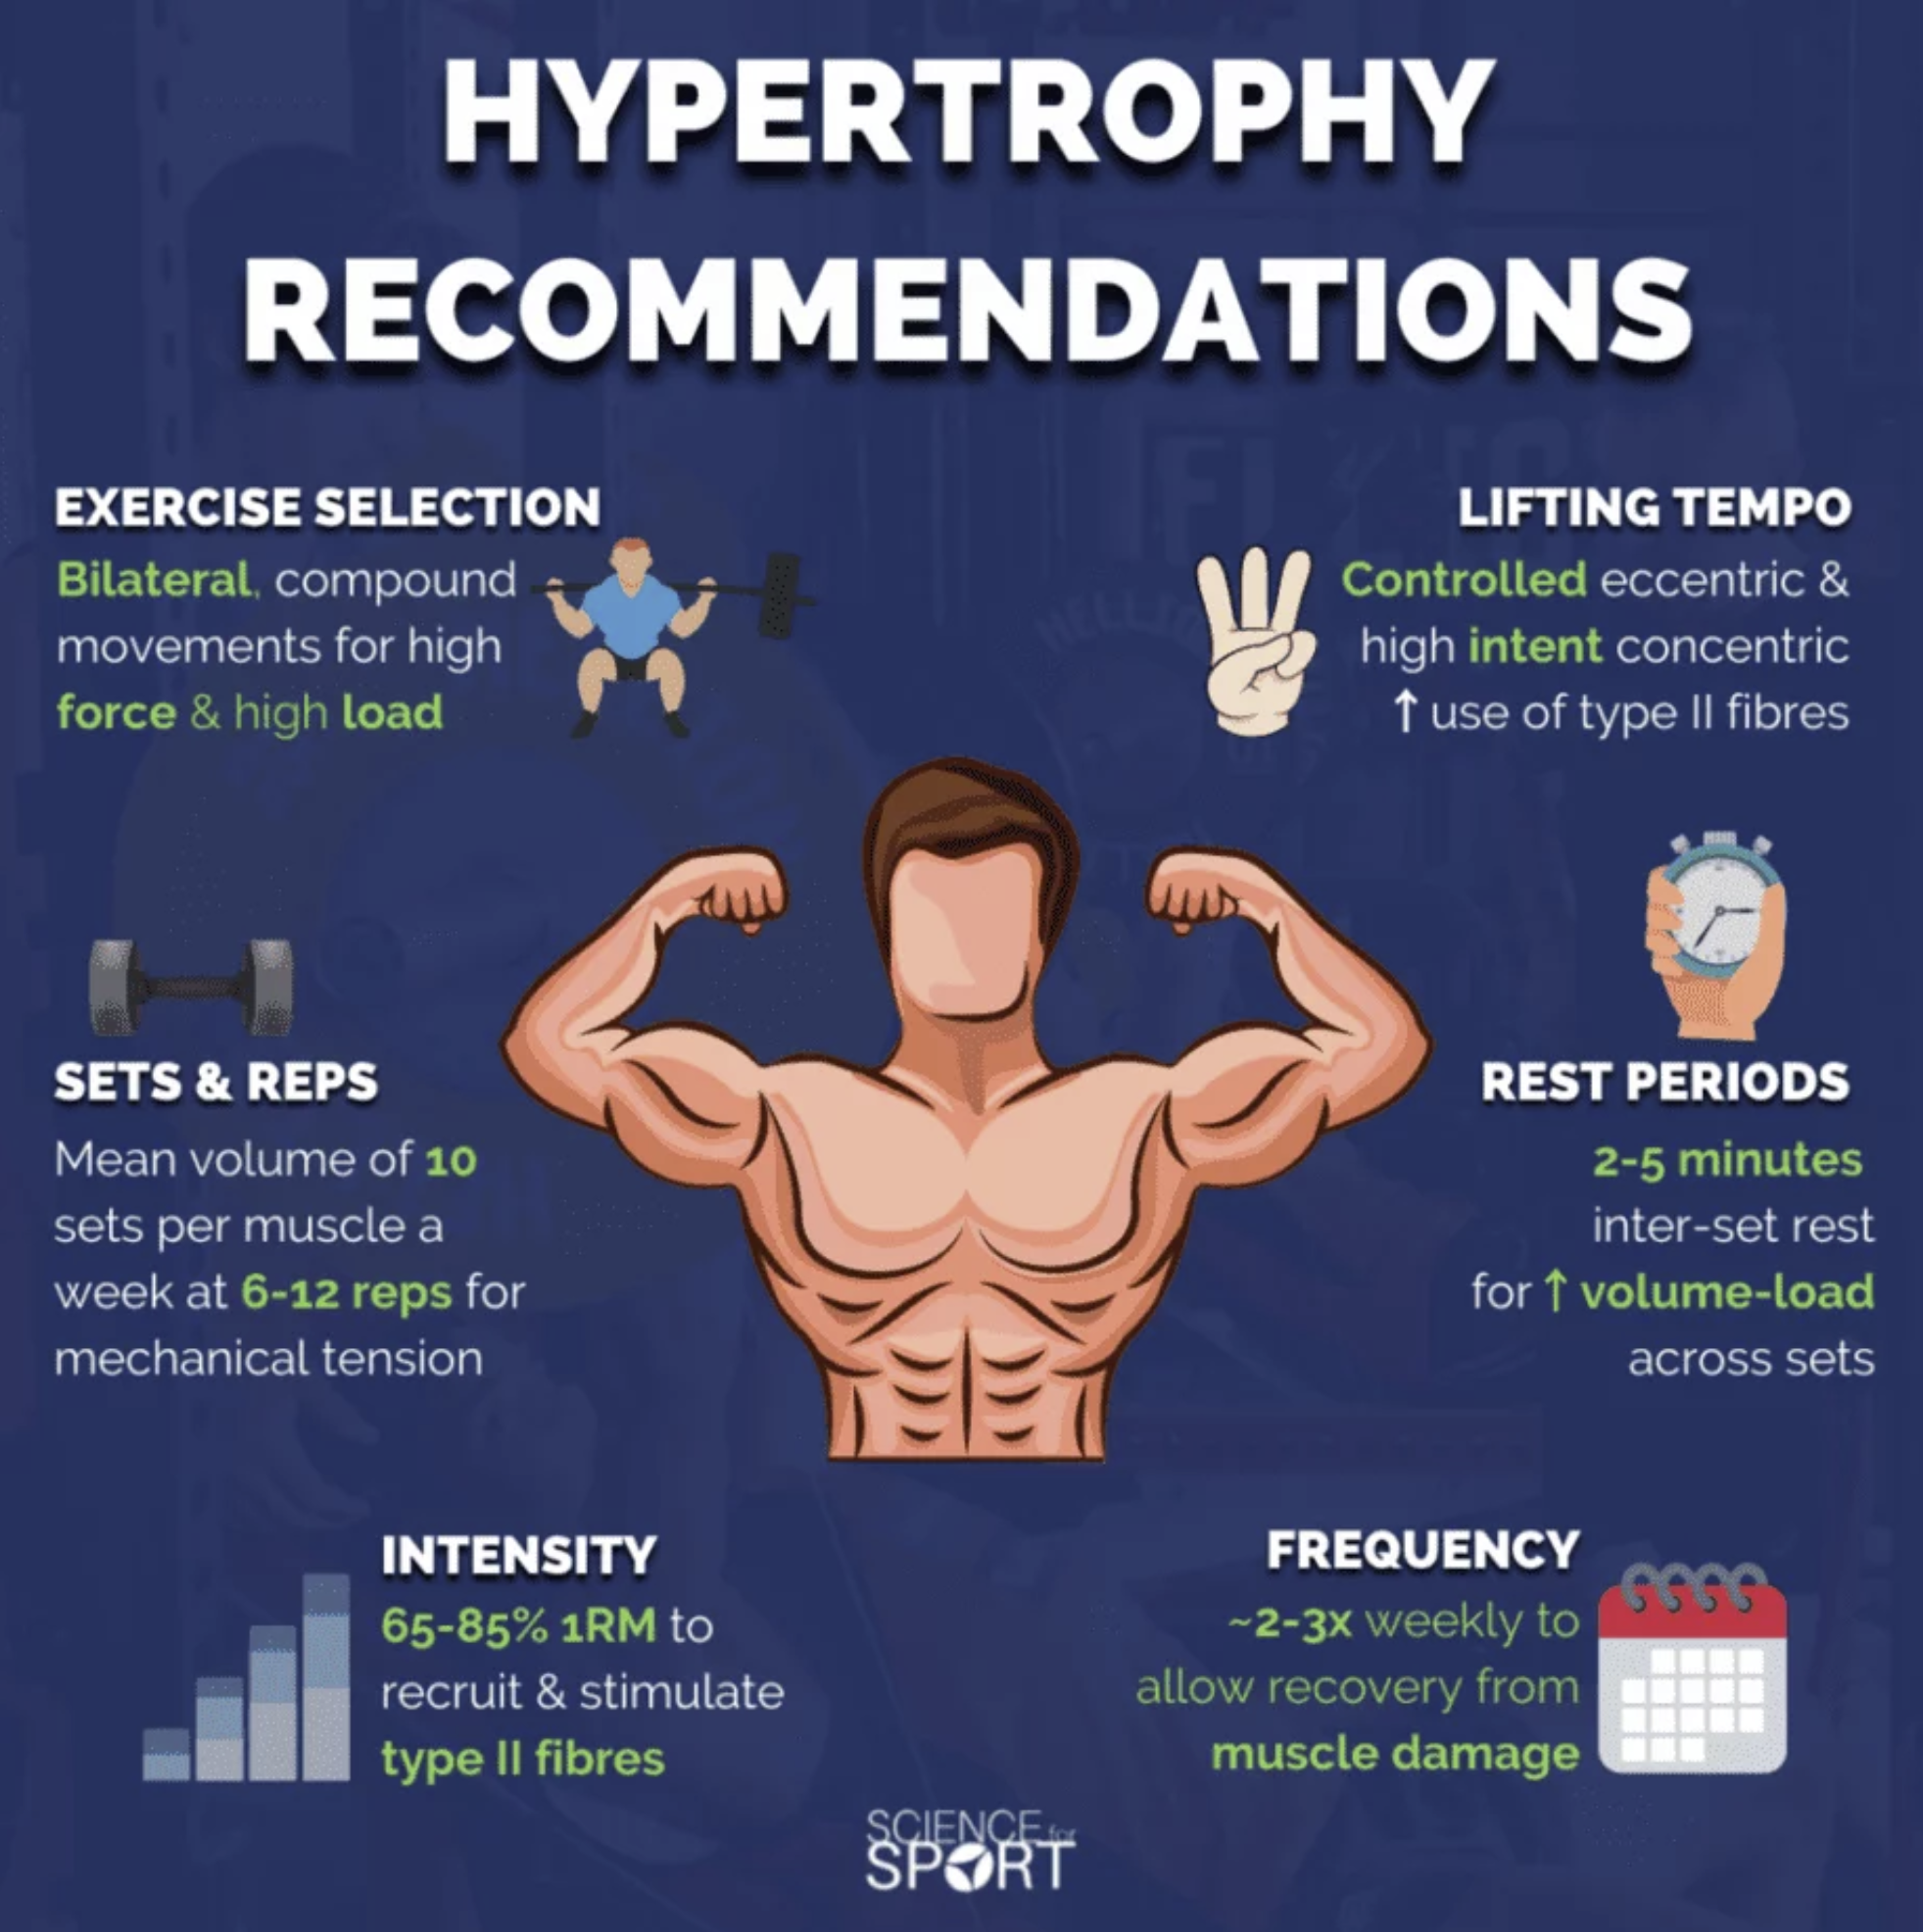 HYPERTROPHY
RECOMMENDATIONS
EXERCISE SELECTION
Bilateral, compound
movements for high
force & high load
LIFTING TEMPO
Controlled eccentric &
high intent concentric
↑ use of type II fibres
SETS & REPS
Mean volume of 10
sets per muscle a
week at 6-12 reps for
mechanical tension
REST PERIODS
2-5 minutes
inter-set rest
for ↑ volume-load
across sets
INTENSITY
65-85% 1RM to
recruit & stimulate
type II fibres
FREQUENCY
~2-3x weekly to
allow recovery from
muscle damage
SCIENCE for
SPORT